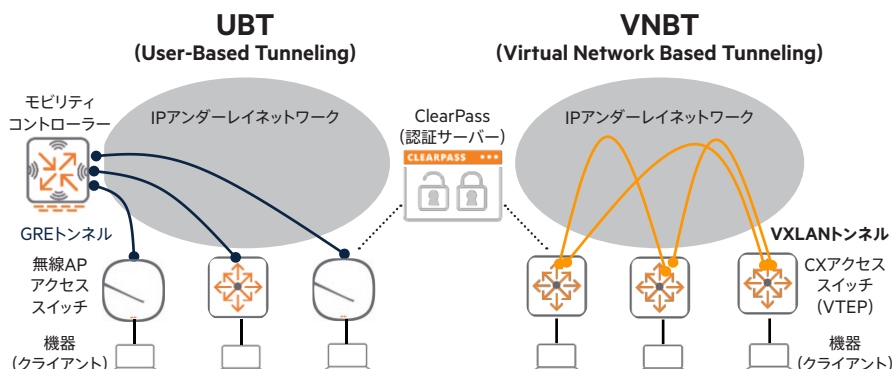 UBT
(User-Based Tunneling)
VNBT
(Virtual Network Based Tunneling)
モビリティ
コントローラー
IPアンダーレイネットワーク
ClearPass
(認証サーバー)
CLEARPASS
IPアンダーレイネットワーク
GREトンネル
無線AP
アクセス
スイッチ
機器
(クライアント)
VXLANトンネル
CXアクセス
スイッチ
(VTEP)
機器
(クライアント)